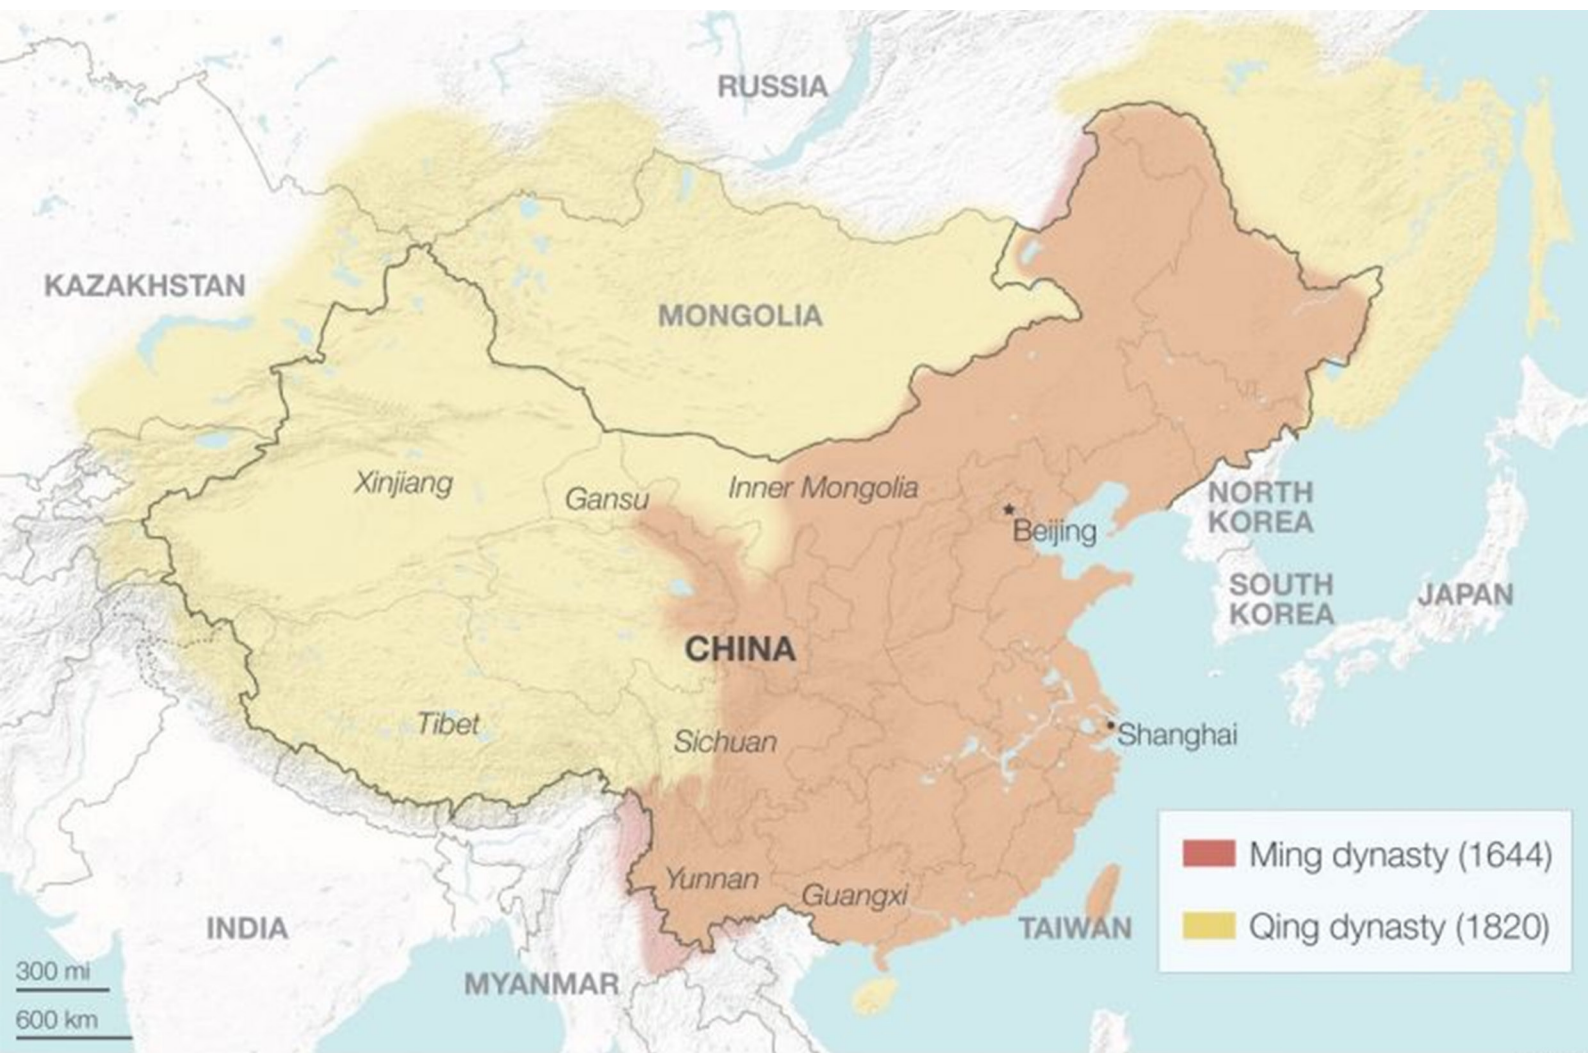 RUSSIA
KAZAKHSTAN
MONGOLIA
Xinjiang
Gansu
Inner Mongolia
Beijing
NORTH
KOREA
SOUTH
KOREA
JAPAN
CHINA
Tibet
Sichuan
Shanghai
Yunnan
Guangxi
TAIWAN
INDIA
MYANMAR
Ming dynasty (1644)
Qing dynasty (1820)
300 mi
600 km